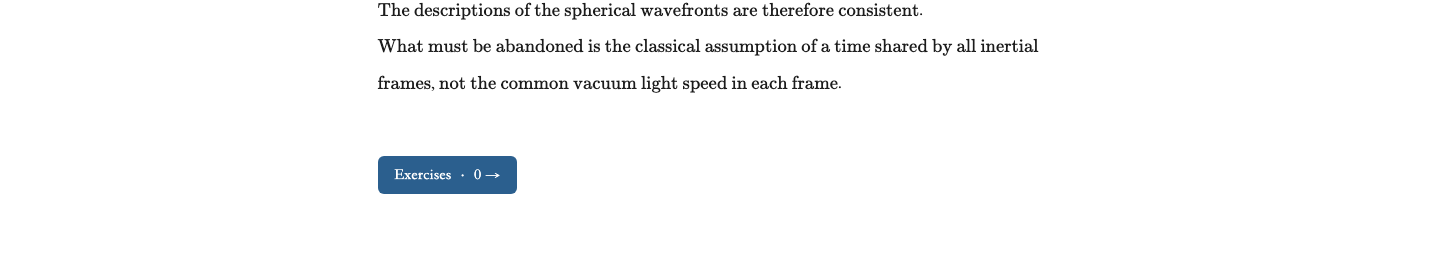 The descriptions of the spherical wavefronts are therefore consistent.
What must be abandoned is the classical assumption of a time shared by all inertial
frames, not the common vacuum light speed in each frame.
Exercises · 0 →